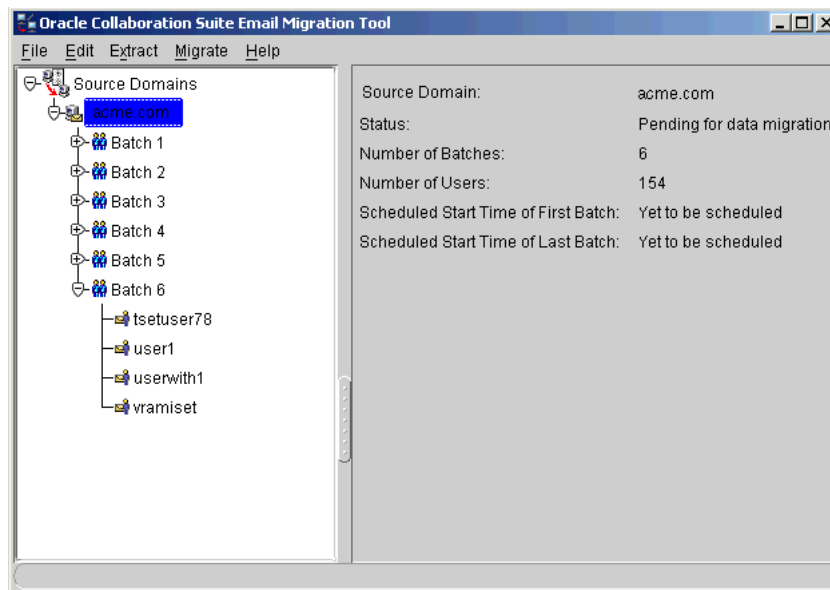 Oracle Collaboration Suite Email Migration Tool
File Edit Extract Migrate Help
Source Domains
acme.com
Batch 1
Batch 2
Batch 3
Batch 4
Batch 5
Batch 6
tsetuser78
user1
userwith1
vramiset
Source Domain: acme.com
Status: Pending for data migration
Number of Batches: 6
Number of Users: 154
Scheduled Start Time of First Batch: Yet to be scheduled
Scheduled Start Time of Last Batch: Yet to be scheduled